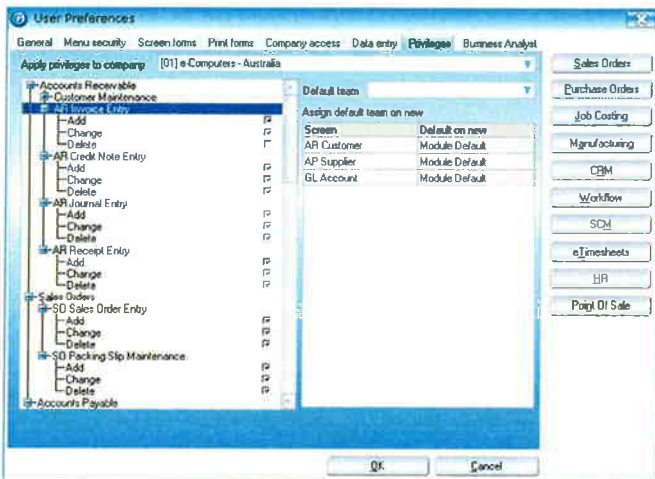 User Preferences
General Menu security Screen forms Print forms Company access Data entry Privileges Business Analyst
Apply privileges to company [01] e-Computers - Australia
Accounts Receivable
Customer Maintenance
AR Invoice Entry
Add
Change
Delete
AR Credit Note Entry
Add
Change
Delete
AR Journal Entry
Add
Change
Delete
AR Receipt Entry
Add
Change
Delete
Sales Orders
SO Sales Order Entry
Add
Change
Delete
SO Packing Slip Maintenance
Add
Change
Delete
Accounts Payable
Default team
Assign default team on new
Screen Default on new
AR Customer Module Default
AP Supplier Module Default
GL Account Module Default
Sales Orders
Purchase Orders
Job Costing
Manufacturing
CRM
Workflow
SCM
eTimesheets
HR
Point Of Sale
OK Cancel